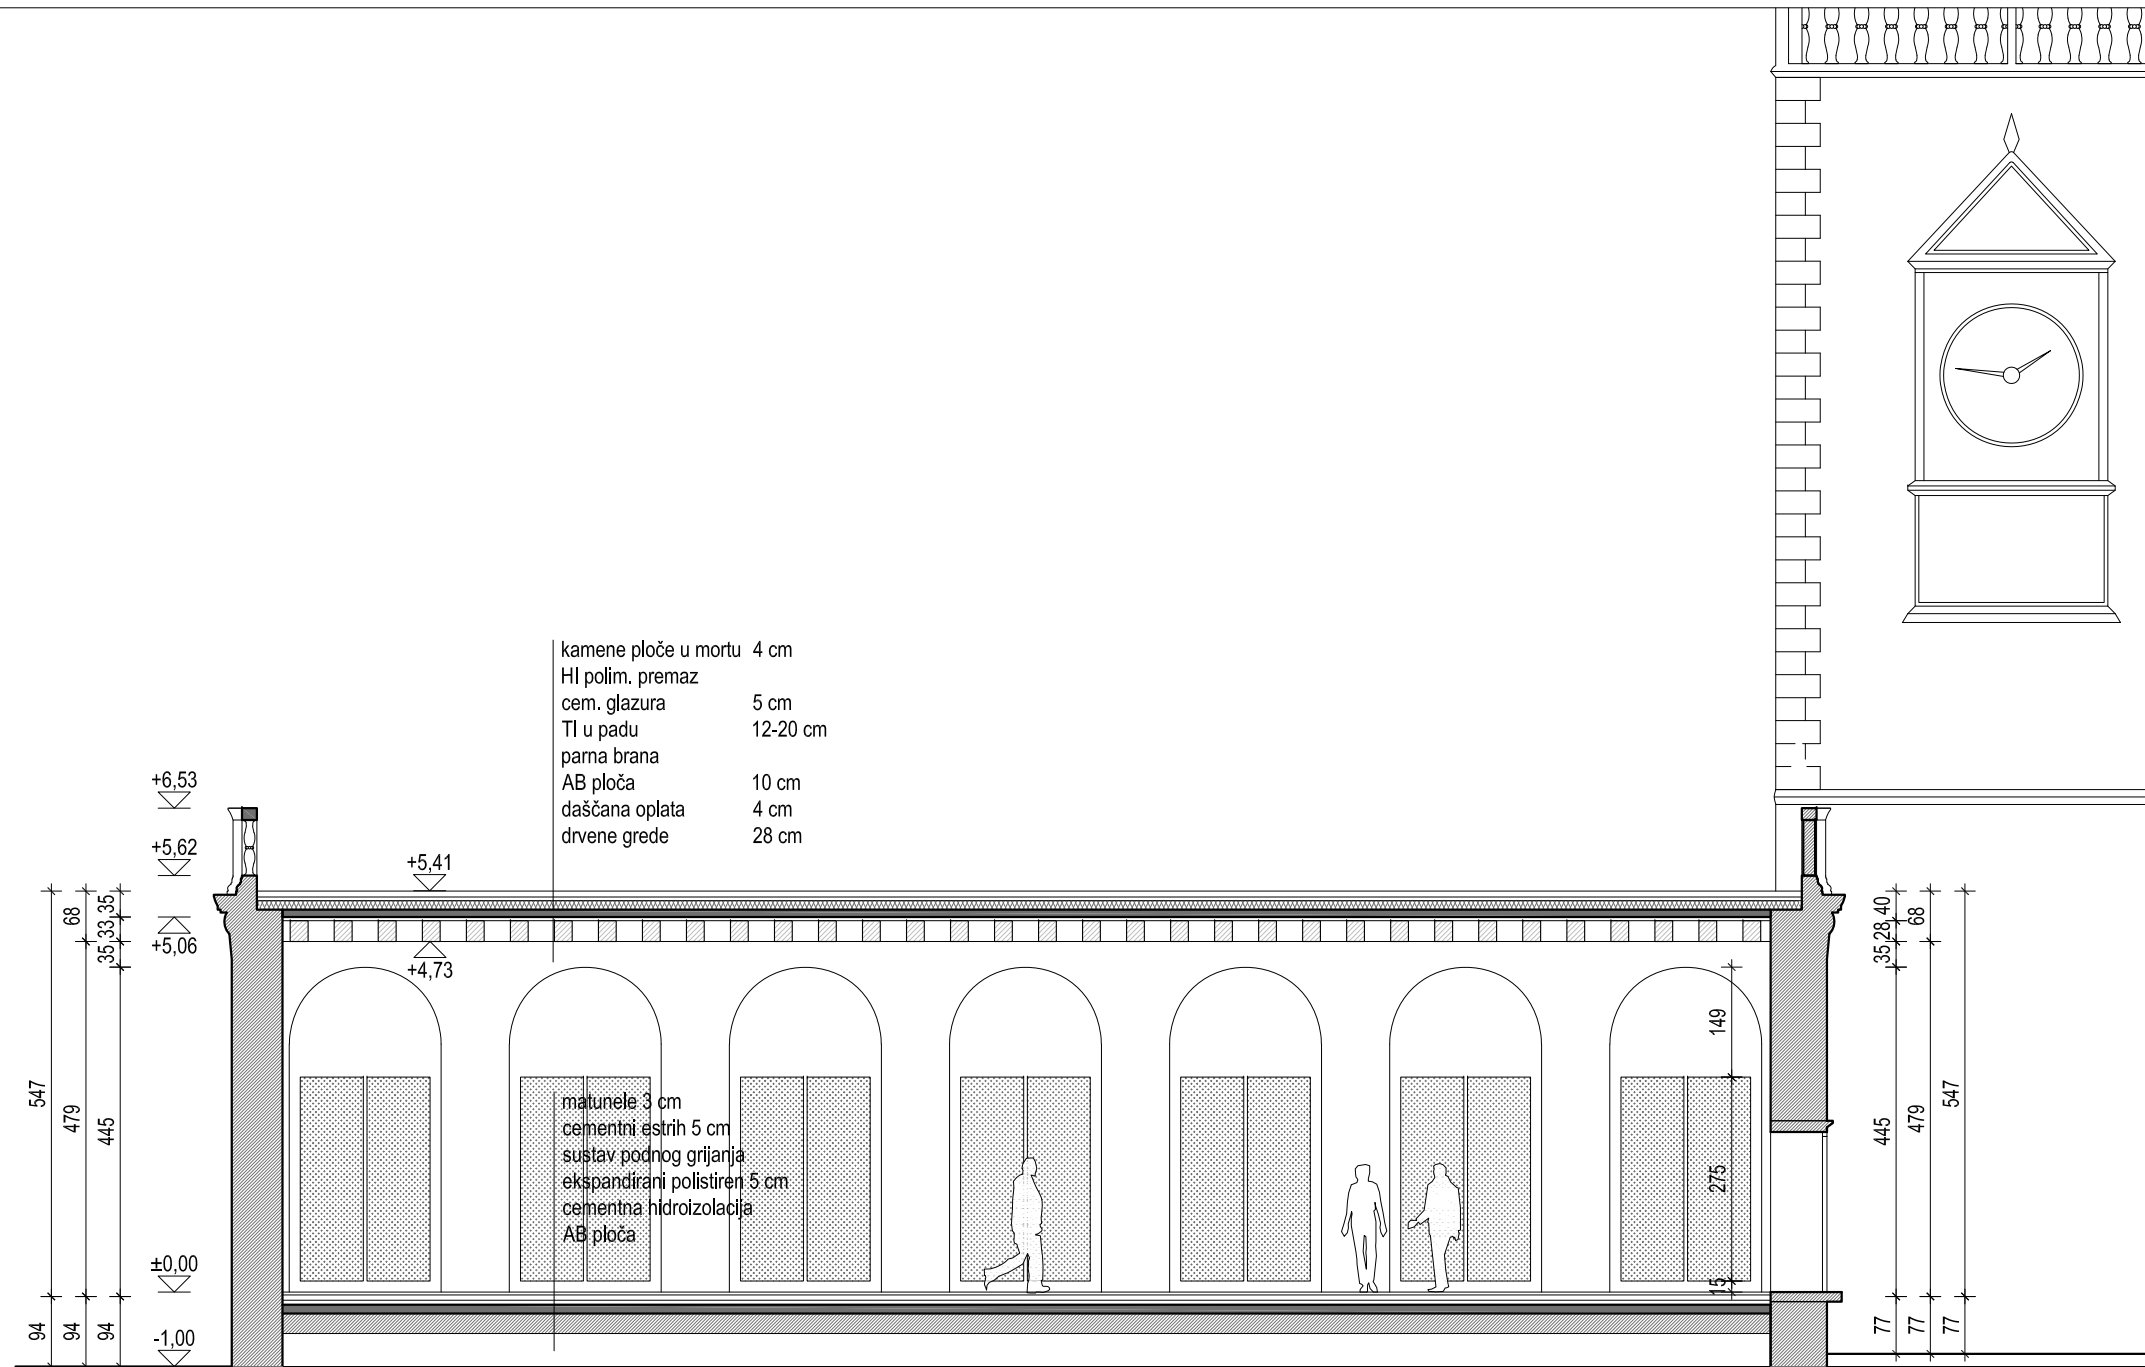 kamene ploče u mortu 4 cm
HI polim. premaz
cem. glazura 5 cm
TI u padu 12-20 cm
parna brana
AB ploča 10 cm
daščana oplata 4 cm
drvene grede 28 cm
+6,53
+5,62
+5,41
+5,06
+4,73
±0,00
-1,00
547
68
479
35
33
35
445
94
94
94
matunele 3 cm
cementni estrih 5 cm
sustav podnog grijanja
ekspandirani polistiren 5 cm
cementna hidroizolacija
AB ploča
149
275
15
40
28
35
68
445
479
547
77
77
77